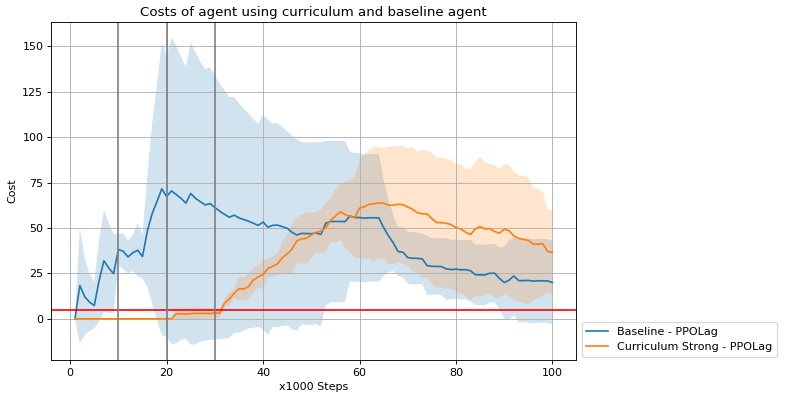 Costs of agent using curriculum and baseline agent
Cost
150
125
100
75
50
25
0
0 20 40 60 80 100
x1000 Steps
Baseline - PPOLag
Curriculum Strong - PPOLag